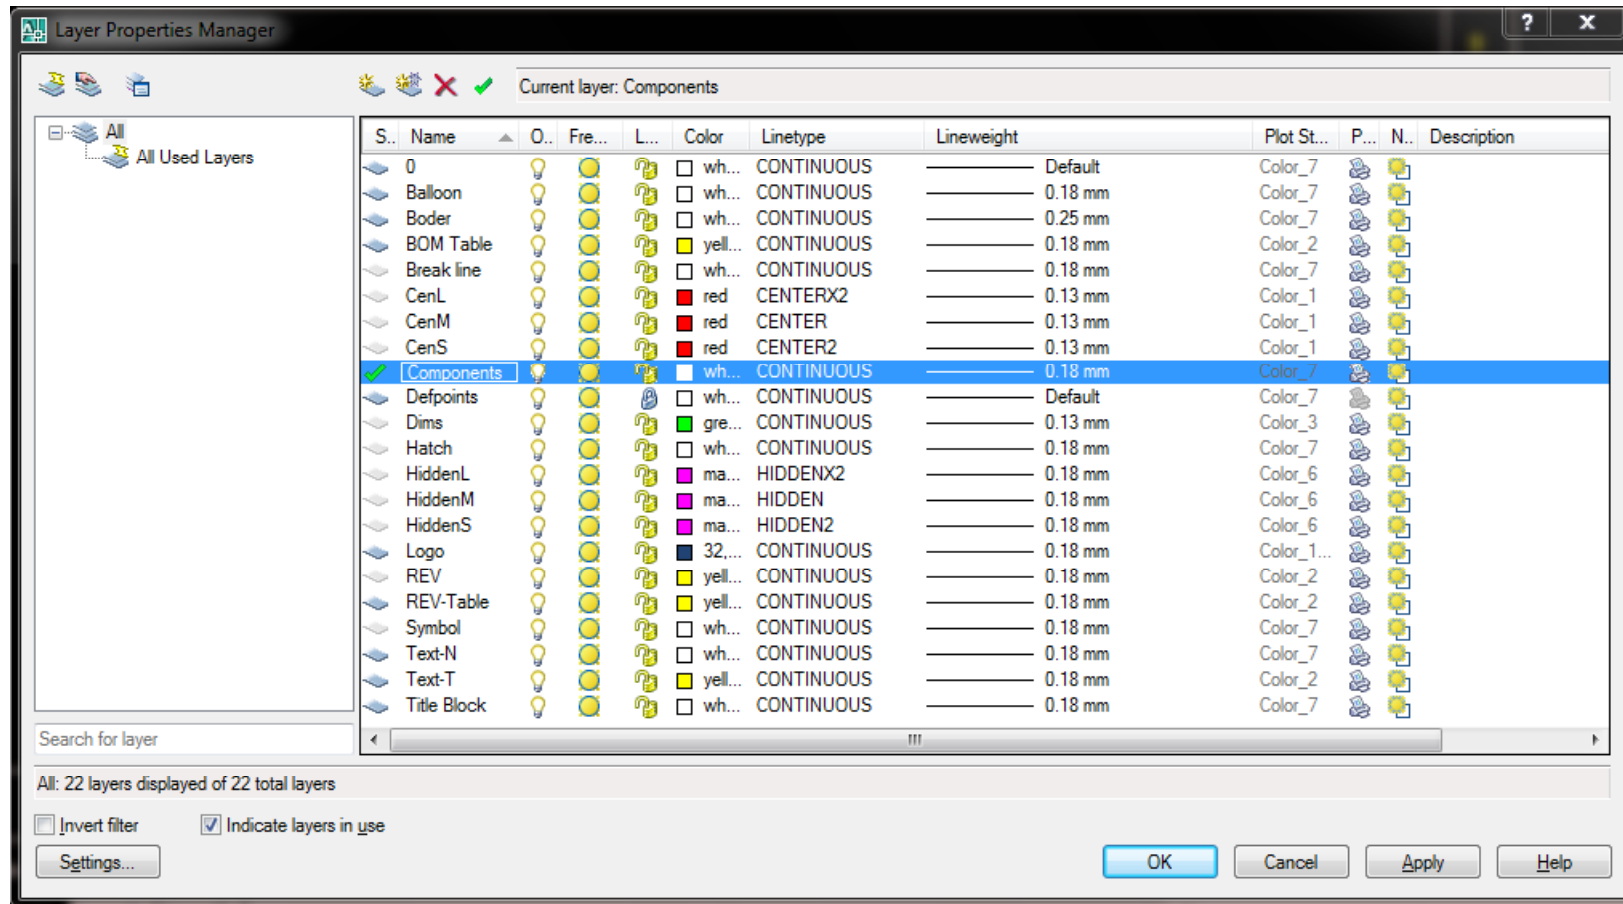 Layer Properties Manager
? X
Current layer: Components
All
All Used Layers
S.. Name O.. Fre... L... Color Linetype Lineweight Plot St... P... N.. Description
0 wh... CONTINUOUS Default Color_7
Balloon wh... CONTINUOUS 0.18 mm Color_7
Boder wh... CONTINUOUS 0.25 mm Color_7
BOM Table yell... CONTINUOUS 0.18 mm Color_2
Break line wh... CONTINUOUS 0.18 mm Color_7
CenL red CENTERX2 0.13 mm Color_1
CenM red CENTER 0.13 mm Color_1
CenS red CENTER2 0.13 mm Color_1
Components wh... CONTINUOUS 0.18 mm Color_7
Defpoints wh... CONTINUOUS Default Color_7
Dims gre... CONTINUOUS 0.13 mm Color_3
Hatch wh... CONTINUOUS 0.18 mm Color_7
HiddenL ma... HIDDENX2 0.18 mm Color_6
HiddenM ma... HIDDEN 0.18 mm Color_6
HiddenS ma... HIDDEN2 0.18 mm Color_6
Logo 32,... CONTINUOUS 0.18 mm Color_1...
REV yell... CONTINUOUS 0.18 mm Color_2
REV-Table yell... CONTINUOUS 0.18 mm Color_2
Symbol wh... CONTINUOUS 0.18 mm Color_7
Text-N wh... CONTINUOUS 0.18 mm Color_7
Text-T yell... CONTINUOUS 0.18 mm Color_2
Title Block wh... CONTINUOUS 0.18 mm Color_7
Search for layer
All: 22 layers displayed of 22 total layers
Invert filter Indicate layers in use
Settings... OK Cancel Apply Help